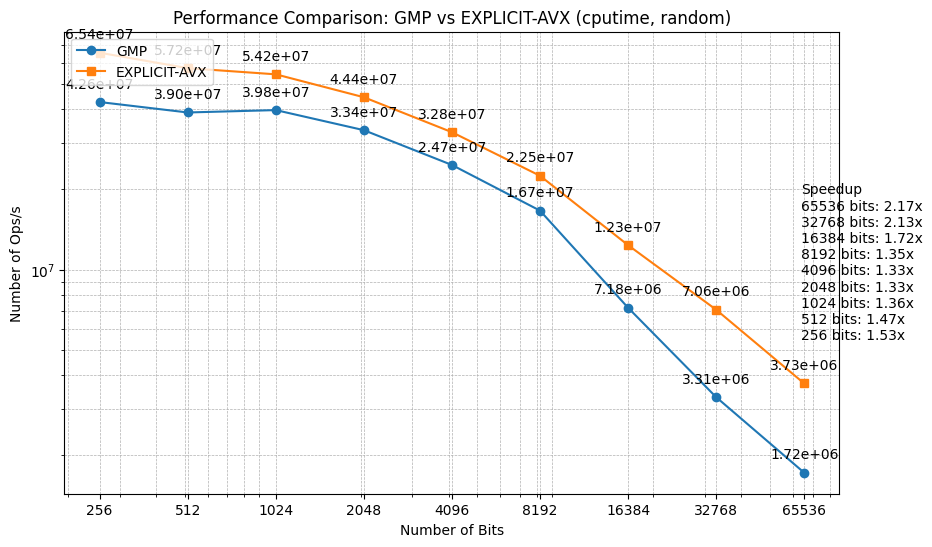 Performance Comparison: GMP vs EXPLICIT-AVX (cputime, random)
GMP
EXPLICIT-AVX
6.54e+07
5.72e+07
5.42e+07
4.44e+07
3.28e+07
2.25e+07
1.23e+07
7.06e+06
3.73e+06
4.26e+07
3.90e+07
3.98e+07
3.34e+07
2.47e+07
1.67e+07
7.18e+06
3.31e+06
1.72e+06
Speedup
65536 bits: 2.17x
32768 bits: 2.13x
16384 bits: 1.72x
8192 bits: 1.35x
4096 bits: 1.33x
2048 bits: 1.33x
1024 bits: 1.36x
512 bits: 1.47x
256 bits: 1.53x
Number of Ops/s
10^7
256 512 1024 2048 4096 8192 16384 32768 65536
Number of Bits